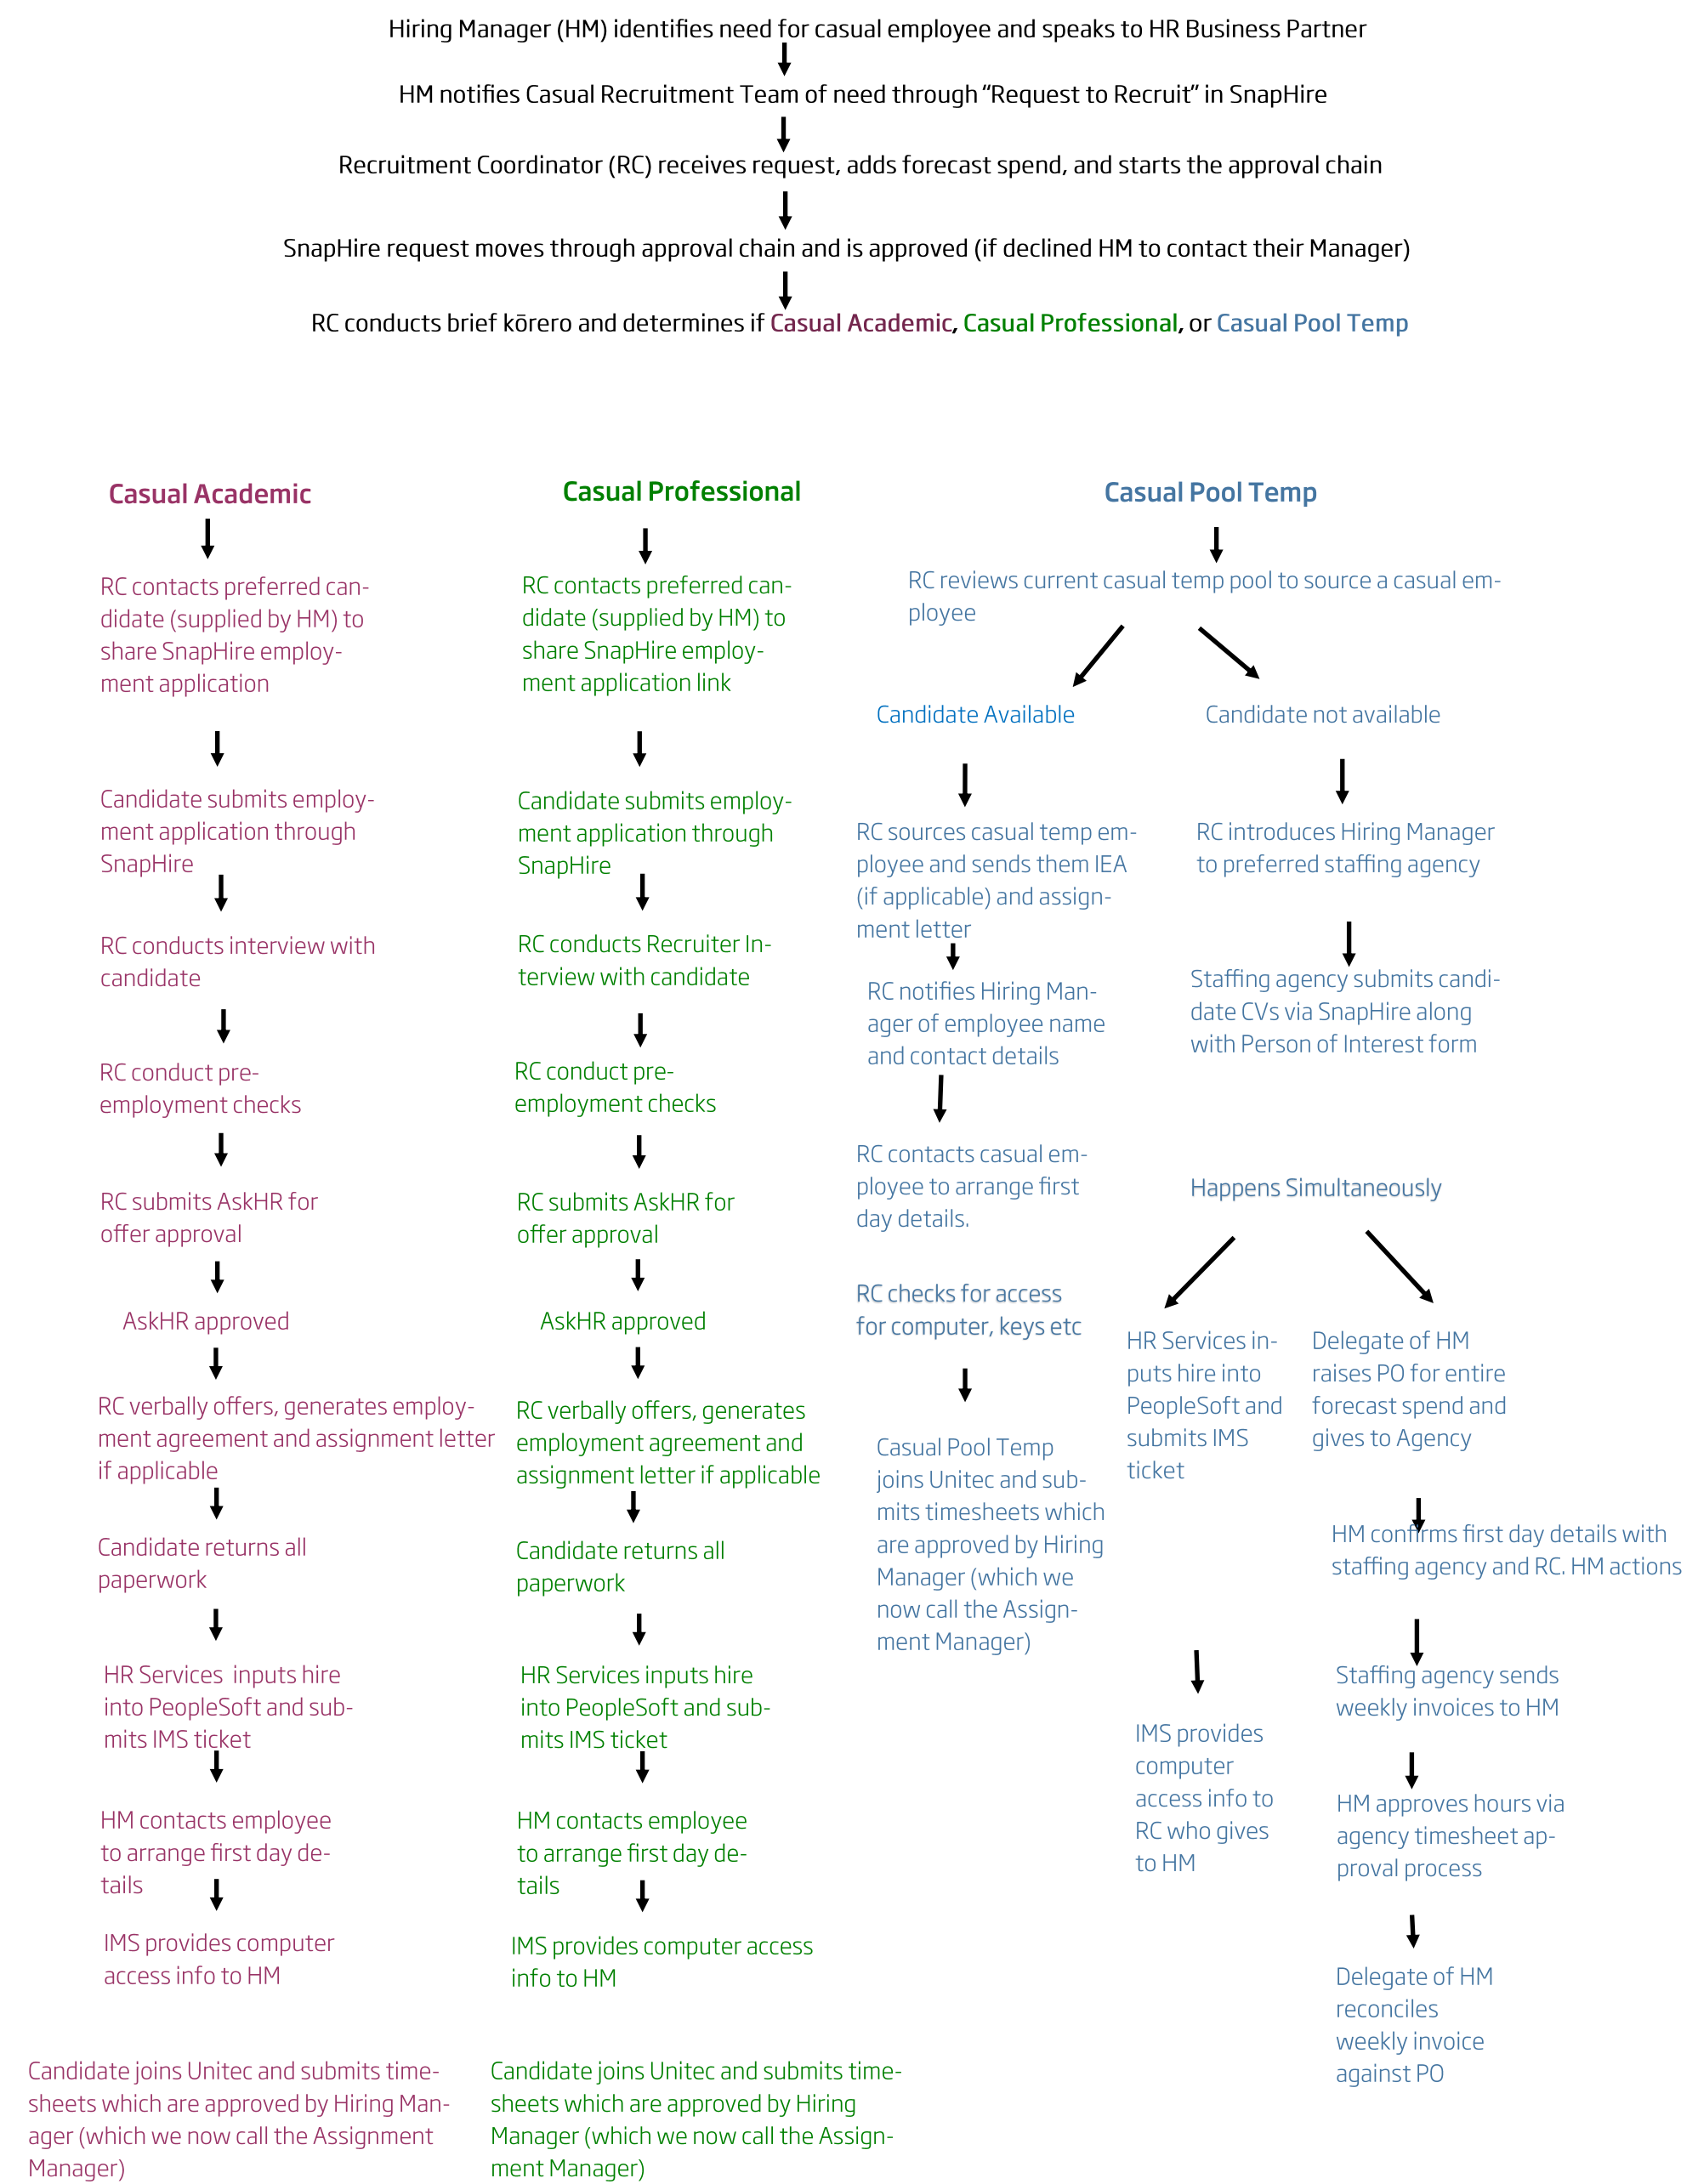 Hiring Manager (HM) identifies need for casual employee and speaks to HR Business Partner
HM notifies Casual Recruitment Team of need through “Request to Recruit” in SnapHire
Recruitment Coordinator (RC) receives request, adds forecast spend, and starts the approval chain
SnapHire request moves through approval chain and is approved (if declined HM to contact their Manager)
RC conducts brief kōrero and determines if Casual Academic, Casual Professional, or Casual Pool Temp
Casual Academic
RC contacts preferred can-
didate (supplied by HM) to
share SnapHire employ-
ment application
Candidate submits employ-
ment application through
SnapHire
RC conducts interview with
candidate
RC conduct pre-
employment checks
RC submits AskHR for
offer approval
AskHR approved
RC verbally offers, generates employ-
ment agreement and assignment letter
if applicable
Candidate returns all
paperwork
HR Services  inputs hire
into PeopleSoft and sub-
mits IMS ticket
HM contacts employee
to arrange first day de-
tails
IMS provides computer
access info to HM
Candidate joins Unitec and submits time-
sheets which are approved by Hiring Man-
ager (which we now call the Assignment
Manager)
Casual Professional
RC contacts preferred can-
didate (supplied by HM) to
share SnapHire employ-
ment application link
Candidate submits employ-
ment application through
SnapHire
RC conducts Recruiter In-
terview with candidate
RC conduct pre-
employment checks
RC submits AskHR for
offer approval
AskHR approved
RC verbally offers, generates
employment agreement and
assignment letter if applicable
Candidate returns all
paperwork
HR Services inputs hire
into PeopleSoft and sub-
mits IMS ticket
HM contacts employee
to arrange first day de-
tails
IMS provides computer access
info to HM
Candidate joins Unitec and submits time-
sheets which are approved by Hiring
Manager (which we now call the Assign-
ment Manager)
Casual Pool Temp
RC reviews current casual temp pool to source a casual em-
ployee
Candidate Available
RC sources casual temp em-
ployee and sends them IEA
(if applicable) and assign-
ment letter
RC notifies Hiring Man-
ager of employee name
and contact details
RC contacts casual em-
ployee to arrange first
day details.
RC checks for access
for computer, keys etc
Casual Pool Temp
joins Unitec and sub-
mits timesheets which
are approved by Hiring
Manager (which we
now call the Assign-
ment Manager)
Candidate not available
RC introduces Hiring Manager
to preferred staffing agency
Staffing agency submits candi-
date CVs via SnapHire along
with Person of Interest form
Happens Simultaneously
HR Services in-
puts hire into
PeopleSoft and
submits IMS
ticket
IMS provides
computer
access info to
RC who gives
to HM
Delegate of HM
raises PO for entire
forecast spend and
gives to Agency
HM confirms first day details with
staffing agency and RC. HM actions
Staffing agency sends
weekly invoices to HM
HM approves hours via
agency timesheet ap-
proval process
Delegate of HM
reconciles
weekly invoice
against PO